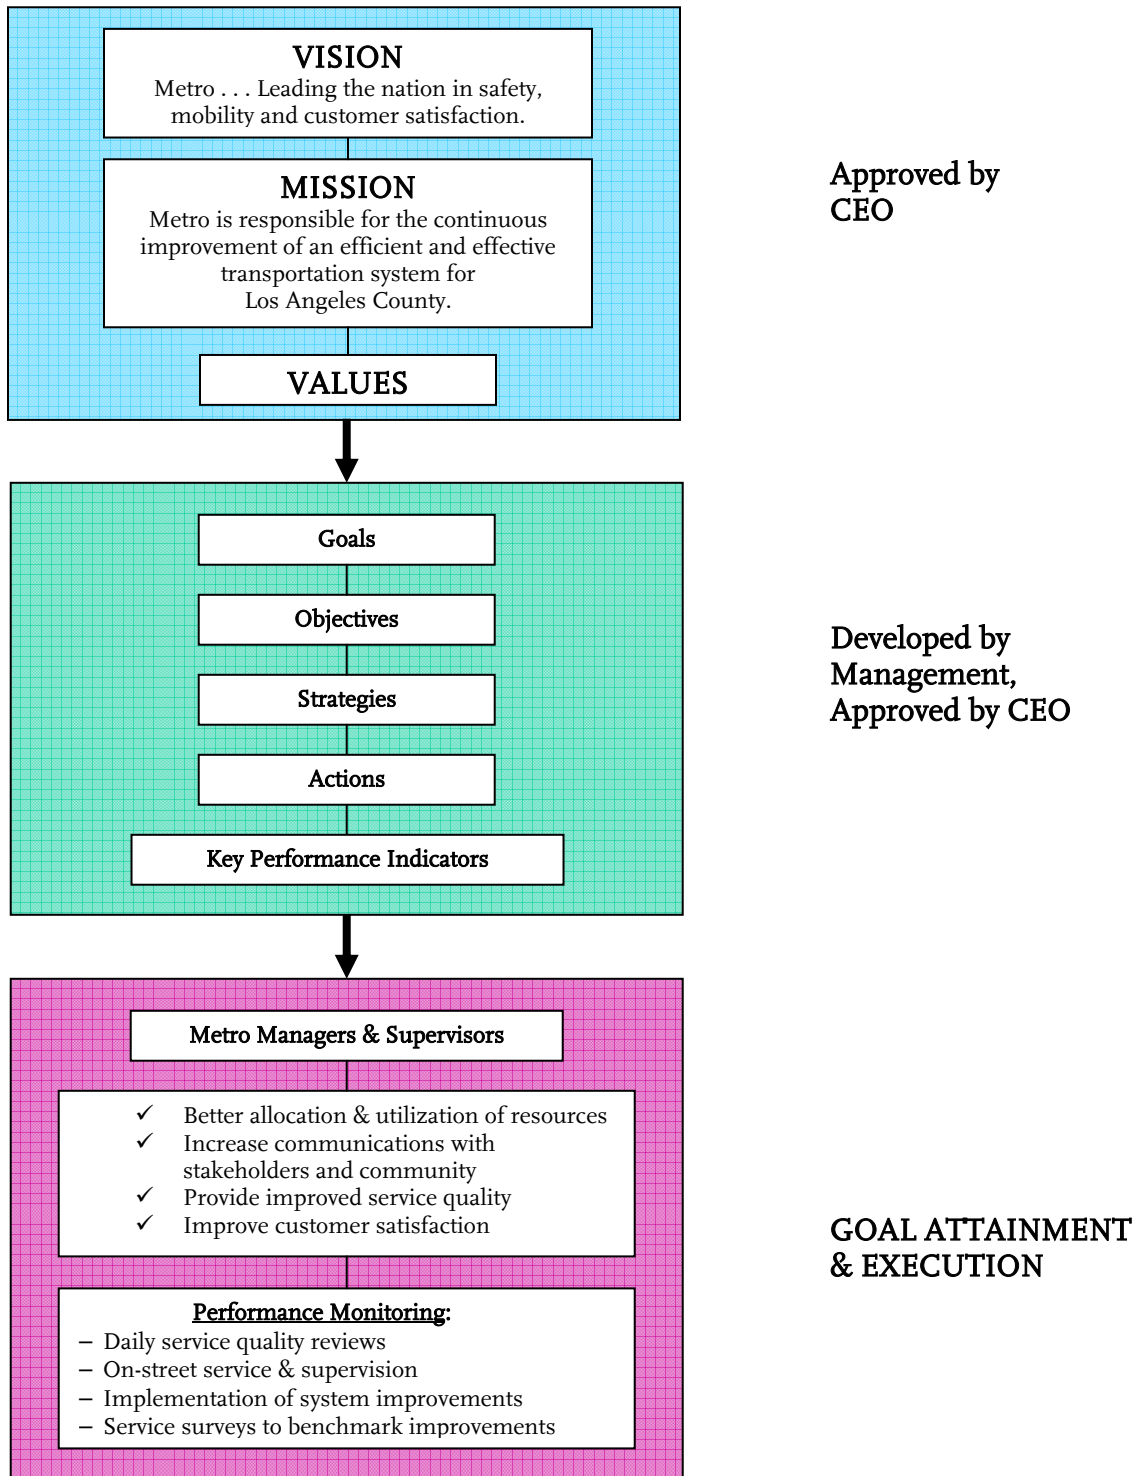 VISION
Metro . . . Leading the nation in safety,
mobility and customer satisfaction.
MISSION
Metro is responsible for the continuous
improvement of an efficient and effective
transportation system for
Los Angeles County.
VALUES
Approved by
CEO
Goals
Objectives
Strategies
Actions
Key Performance Indicators
Developed by
Management,
Approved by CEO
Metro Managers & Supervisors
✓ Better allocation & utilization of resources
✓ Increase communications with
stakeholders and community
✓ Provide improved service quality
✓ Improve customer satisfaction
Performance Monitoring:
– Daily service quality reviews
– On-street service & supervision
– Implementation of system improvements
– Service surveys to benchmark improvements
GOAL ATTAINMENT
& EXECUTION